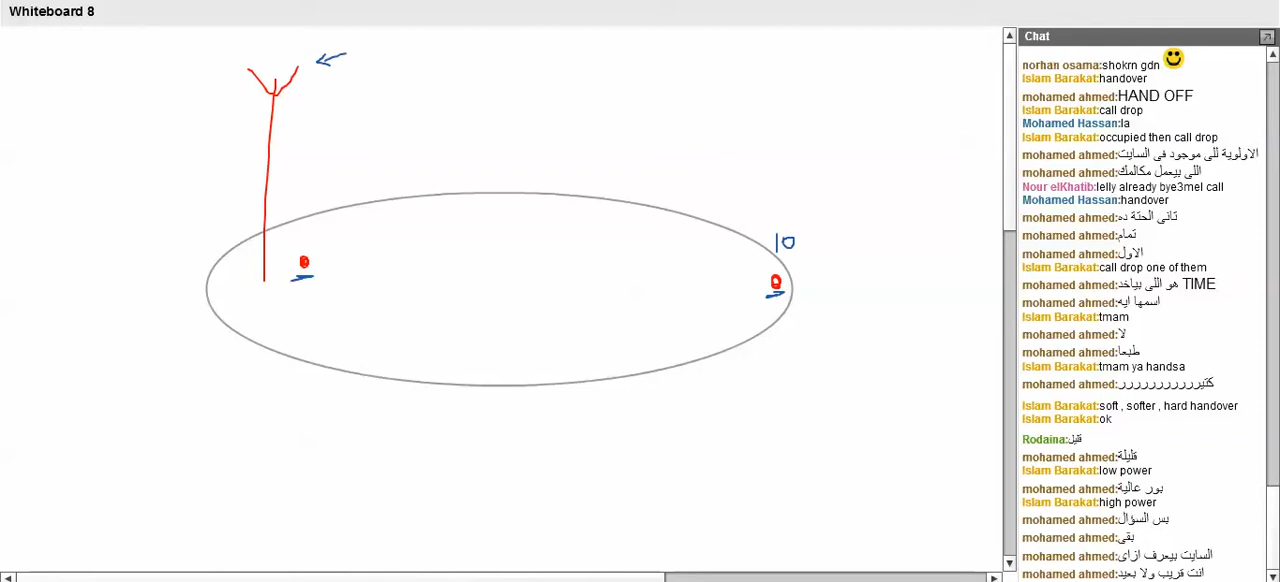 Whiteboard 8
10
Chat
norhan osama:shokrn gdn
Islam Barakat:handover
mohamed ahmed:HAND OFF
Islam Barakat:call drop
Mohamed Hassan:la
Islam Barakat:occupied then call drop
mohamed ahmed:الاولوية للى موجود فى السايت
mohamed ahmed:اللى بيعمل مكالمك
Nour elKhatib:lelly already bye3mel call
Mohamed Hassan:handover
mohamed ahmed:تانى الحتة ده
mohamed ahmed:تمام
mohamed ahmed:الاول
Islam Barakat:call drop one of them
mohamed ahmed:هو اللى بياخد TIME
mohamed ahmed:اسمها ايه
Islam Barakat:tmam
mohamed ahmed:لا
mohamed ahmed:طبعا
Islam Barakat:tmam ya handsa
mohamed ahmed:كتيرررررررررررر
Islam Barakat:soft , softer , hard handover
Islam Barakat:ok
Rodaina:قليل
mohamed ahmed:قليلة
Islam Barakat:low power
mohamed ahmed:بور عالية
Islam Barakat:high power
mohamed ahmed:بس السؤال
mohamed ahmed:بقى
mohamed ahmed:السايت بيعرف ازاى
mohamed ahmed:انت قريب ولا بعيد